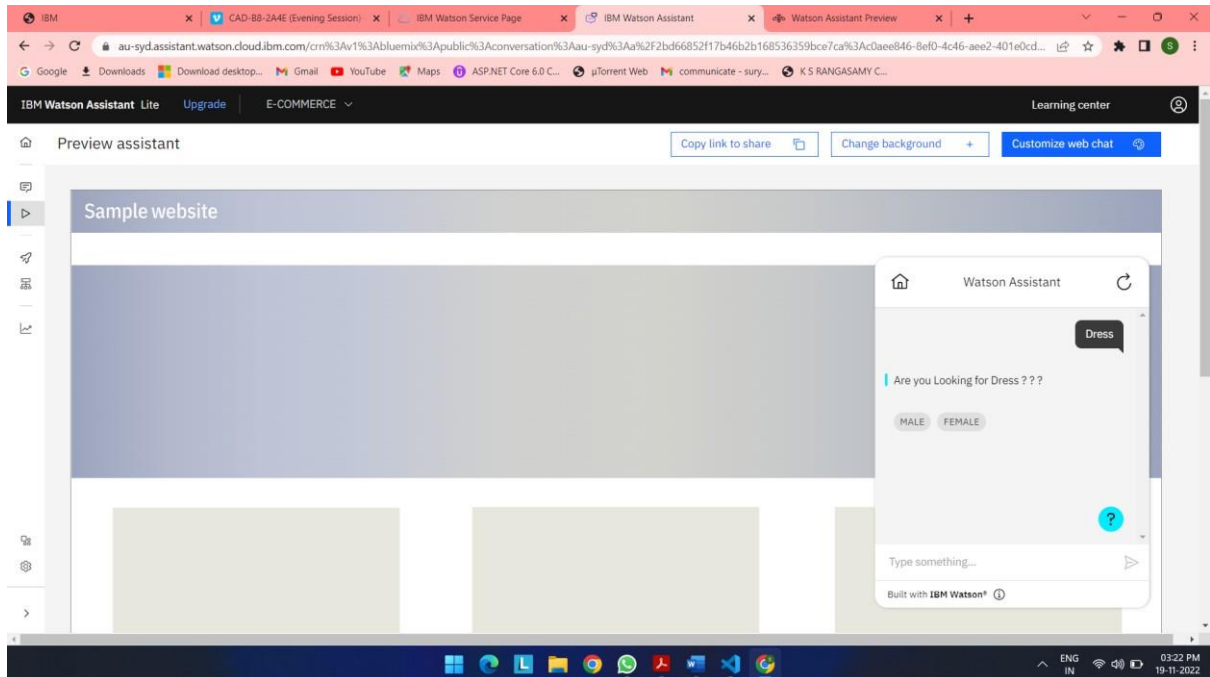 IBM
CAD-B8-2A4E (Evening Session)
IBM Watson Service Page
IBM Watson Assistant
Watson Assistant Preview
au-syd.assistant.watson.cloud.ibm.com/crn%3Av1%3Abluemix%3Apublic%3Aconversation%3Aau-syd%3Aa%2F2bd66852f17b46b2b168536359bce7ca%3Ac0aee846-8ef0-4c46-aee2-401e0cd...
Google Downloads Download desktop... Gmail YouTube Maps ASP.NET Core 6.0 C... µTorrent Web communicate - sury... K S RANGASAMY C...
IBM Watson Assistant Lite Upgrade E-COMMERCE Learning center
Preview assistant Copy link to share Change background + Customize web chat
Sample website
Watson Assistant
Dress
Are you Looking for Dress ? ? ?
MALE FEMALE
?
Type something...
Built with IBM Watson®
ENG 03:22 PM
IN 19-11-2022